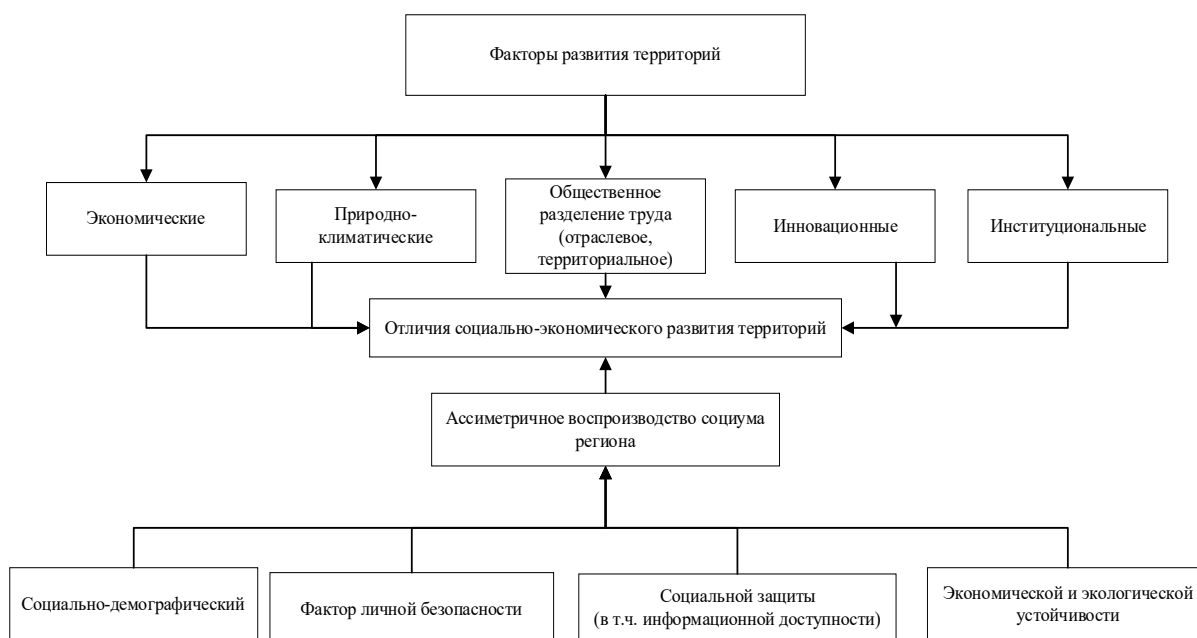 Факторы развития территорий
Экономические
Природно-
климатические
Общественное
разделение труда
(отраслевое,
территориальное)
Инновационные
Институциональные
Отличия социально-экономического развития территорий
Ассиметричное воспроизводство социума
региона
Социально-демографический
Фактор личной безопасности
Социальной защиты
(в т.ч. информационной доступности)
Экономической и экологической
устойчивости